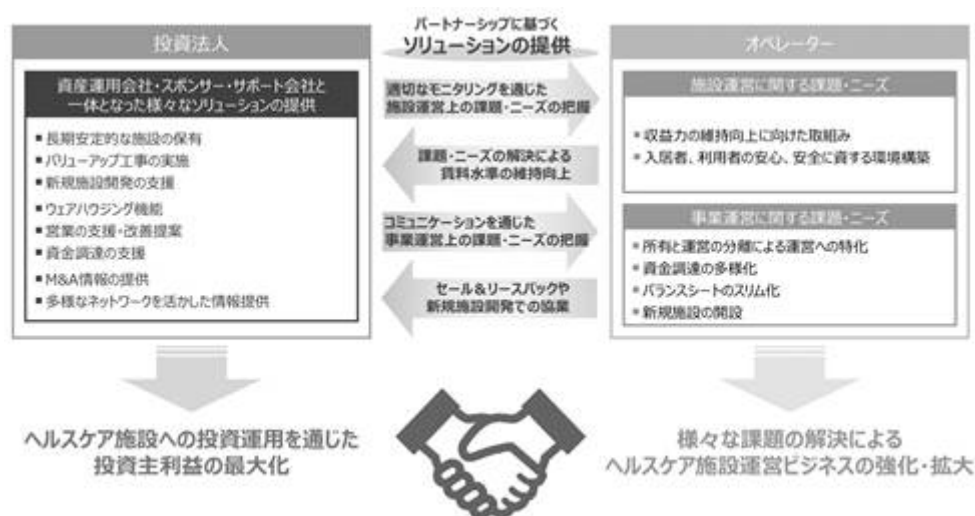 投資法人
資産運用会社・スポンサー・サポート会社と
一体となった様々なソリューションの提供
■ 長期安定的な施設の保有
■ バリューアップ工事の実施
■ 新規施設開発の支援
■ ウェアハウジング機能
■ 営業の支援・改善提案
■ 資金調達の支援
■ M&A情報の提供
■ 多様なネットワークを活かした情報提供
パートナーシップに基づく
ソリューションの提供
適切なモニタリングを通じた
施設運営上の課題・ニーズの把握
課題・ニーズの解決による
賃料水準の維持向上
コミュニケーションを通じた
事業運営上の課題・ニーズの把握
セール&リースバックや
新規施設開発での協業
オペレーター
施設運営に関する課題・ニーズ
■ 収益力の維持向上に向けた取組み
■ 入居者、利用者の安心、安全に資する環境構築
事業運営に関する課題・ニーズ
■ 所有と運営の分離による運営への特化
■ 資金調達の多様化
■ バランスシートのスリム化
■ 新規施設の開設
ヘルスケア施設への投資運用を通じた
投資主利益の最大化
様々な課題の解決による
ヘルスケア施設運営ビジネスの強化・拡大